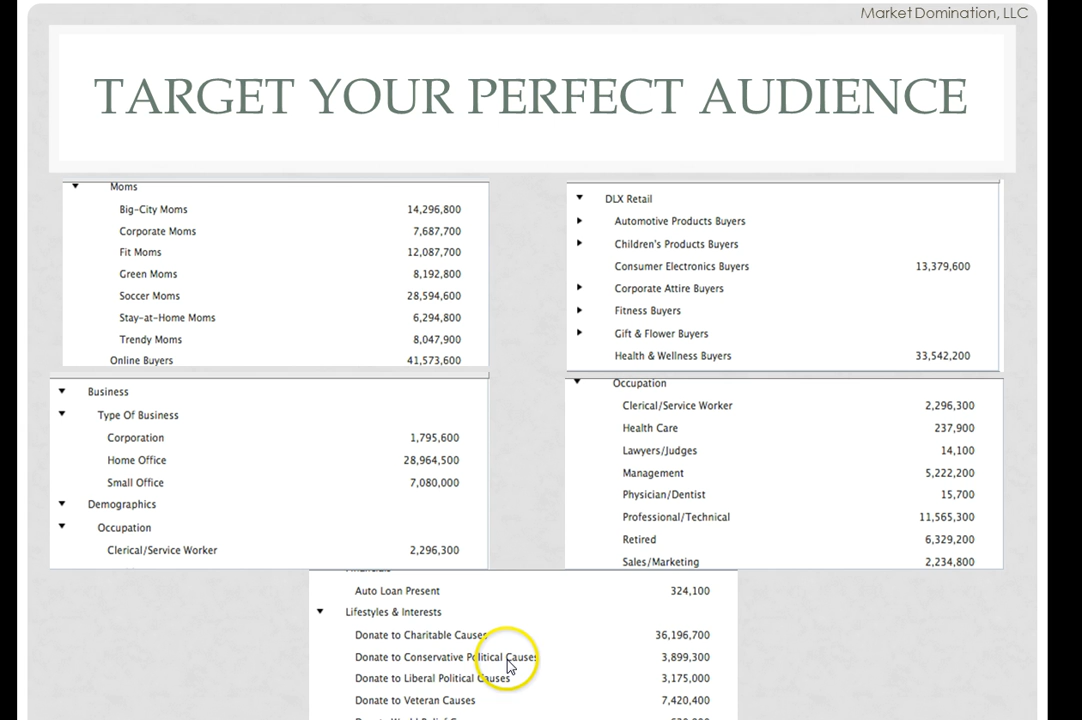 Market Domination, LLC
TARGET YOUR PERFECT AUDIENCE
Moms
Big-City Moms 14,296,800
Corporate Moms 7,687,700
Fit Moms 12,087,700
Green Moms 8,192,800
Soccer Moms 28,594,600
Stay-at-Home Moms 6,294,800
Trendy Moms 8,047,900
Online Buyers 41,573,600
DLX Retail
Automotive Products Buyers
Children's Products Buyers
Consumer Electronics Buyers 13,379,600
Corporate Attire Buyers
Fitness Buyers
Gift & Flower Buyers
Health & Wellness Buyers 33,542,200
Business
Type Of Business
Corporation 1,795,600
Home Office 28,964,500
Small Office 7,080,000
Demographics
Occupation
Clerical/Service Worker 2,296,300
Occupation
Clerical/Service Worker 2,296,300
Health Care 237,900
Lawyers/Judges 14,100
Management 5,222,200
Physician/Dentist 15,700
Professional/Technical 11,565,300
Retired 6,329,200
Sales/Marketing 2,234,800
Auto Loan Present 324,100
Lifestyles & Interests
Donate to Charitable Causes 36,196,700
Donate to Conservative Political Causes 3,899,300
Donate to Liberal Political Causes 3,175,000
Donate to Veteran Causes 7,420,400